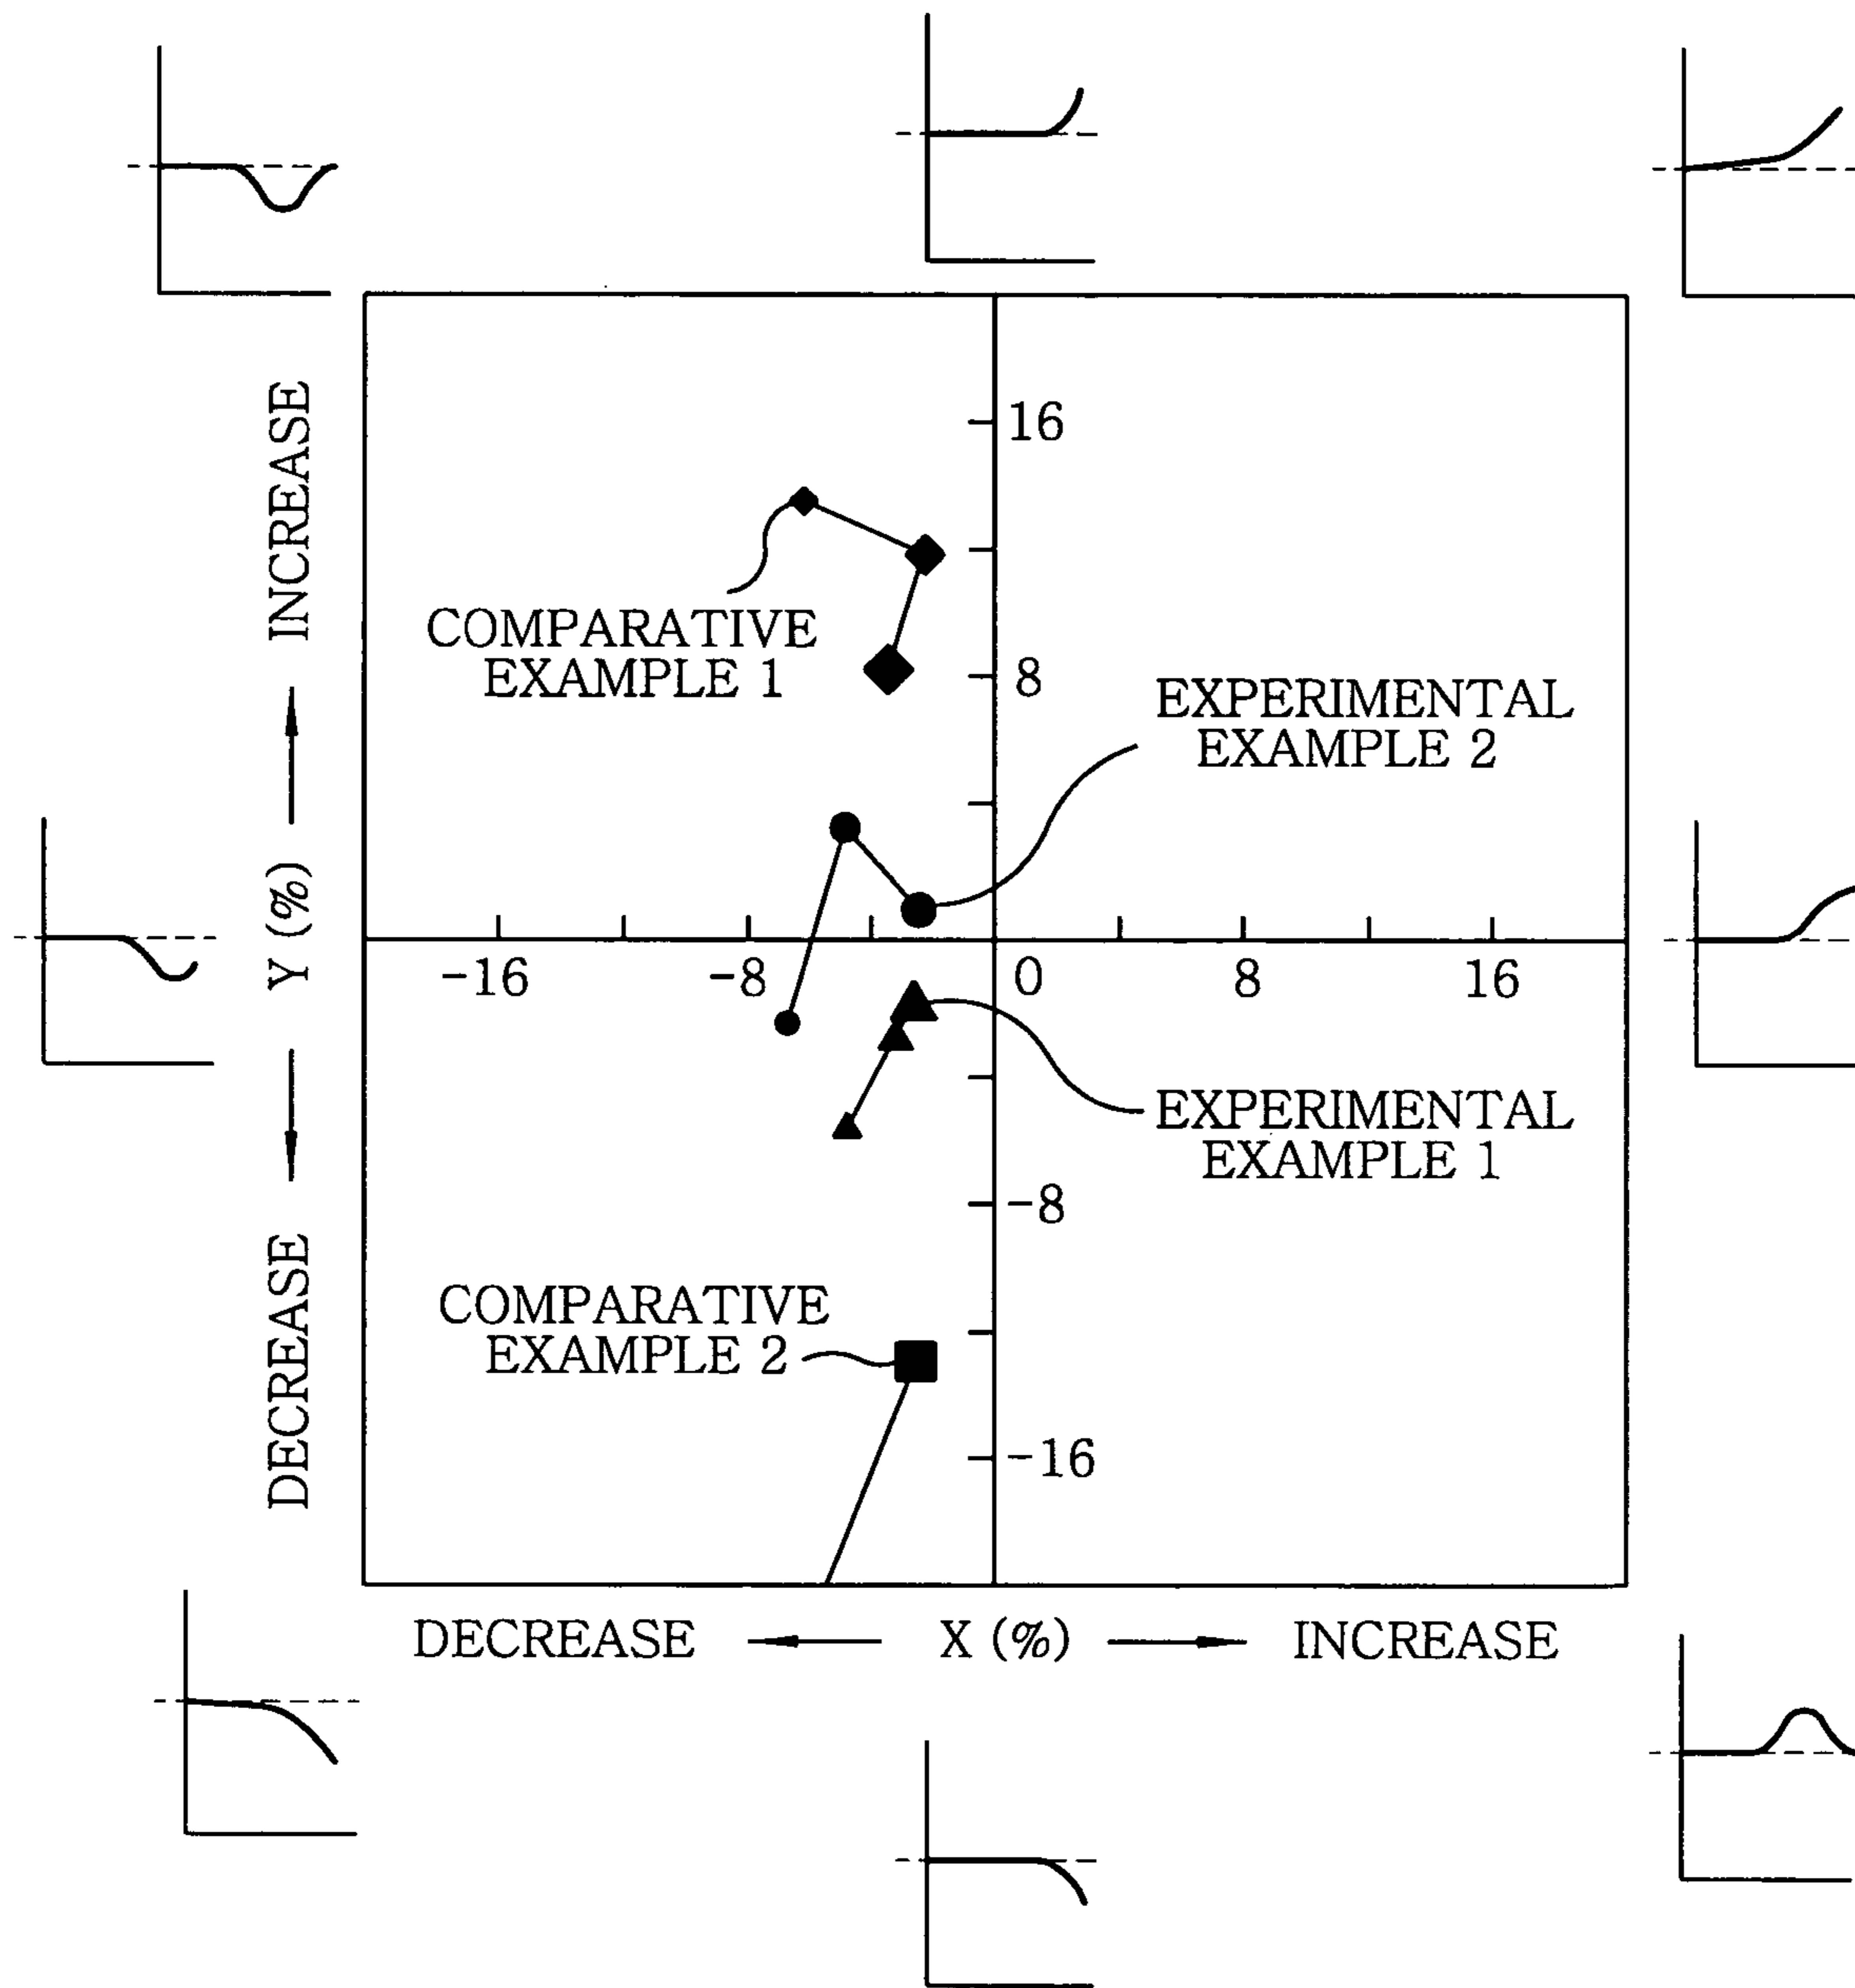 INCREASE
Y (%)
DECREASE
16
COMPARATIVE
EXAMPLE 1
8
EXPERIMENTAL
EXAMPLE 2
-16
-8
0
8
16
EXPERIMENTAL
EXAMPLE 1
-8
COMPARATIVE
EXAMPLE 2
-16
DECREASE
X (%)
INCREASE